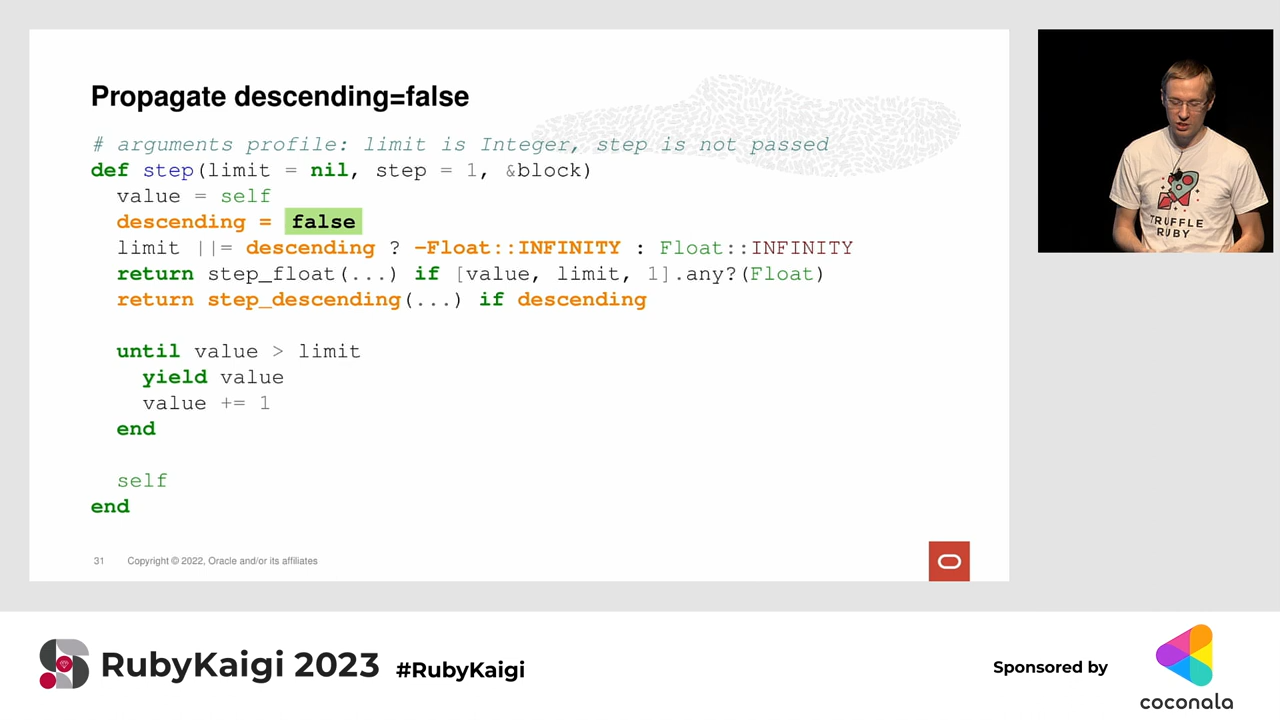 Propagate descending=false
# arguments profile: limit is Integer, step is not passed
def step(limit = nil, step = 1, &block)
value = self
descending = false
limit ||= descending ? -Float::INFINITY : Float::INFINITY
return step_float(...) if [value, limit, 1].any?(Float)
return step_descending(...) if descending
until value > limit
yield value
value += 1
end
self
end
31 Copyright © 2022, Oracle and/or its affiliates
TRUFFLE
RUBY
RubyKaigi 2023 #RubyKaigi
Sponsored by
coconala